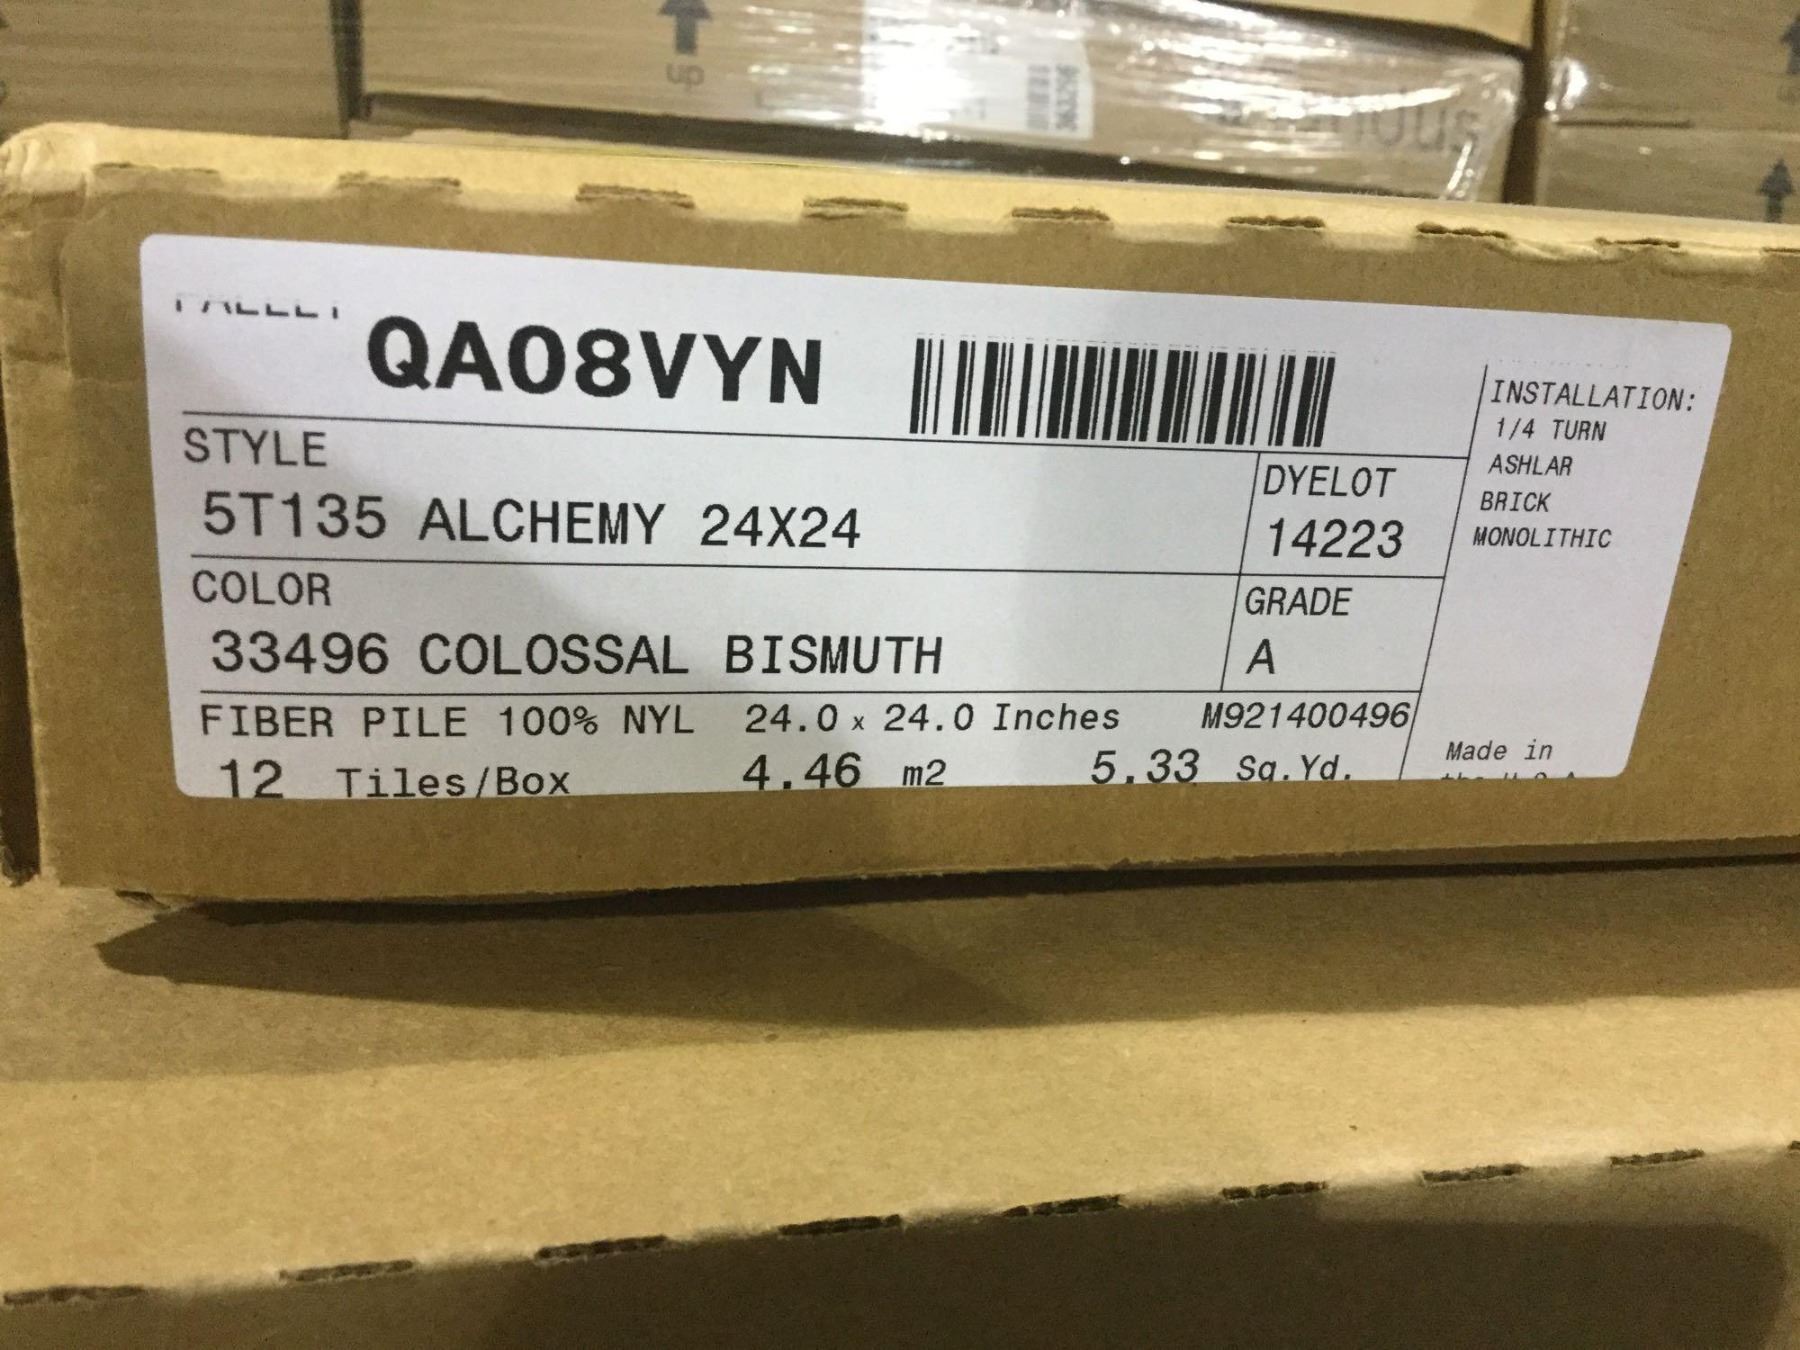 up
PALLET QA08VYN
INSTALLATION:
1/4 TURN
ASHLAR
BRICK
MONOLITHIC
STYLE
5T135 ALCHEMY 24X24
DYELOT
14223
COLOR
33496 COLOSSAL BISMUTH
GRADE
A
FIBER PILE 100% NYL 24.0 x 24.0 Inches M921400496
12 Tiles/Box 4.46 m2 5.33 Sq.Yd.
Made in
the U.S.A